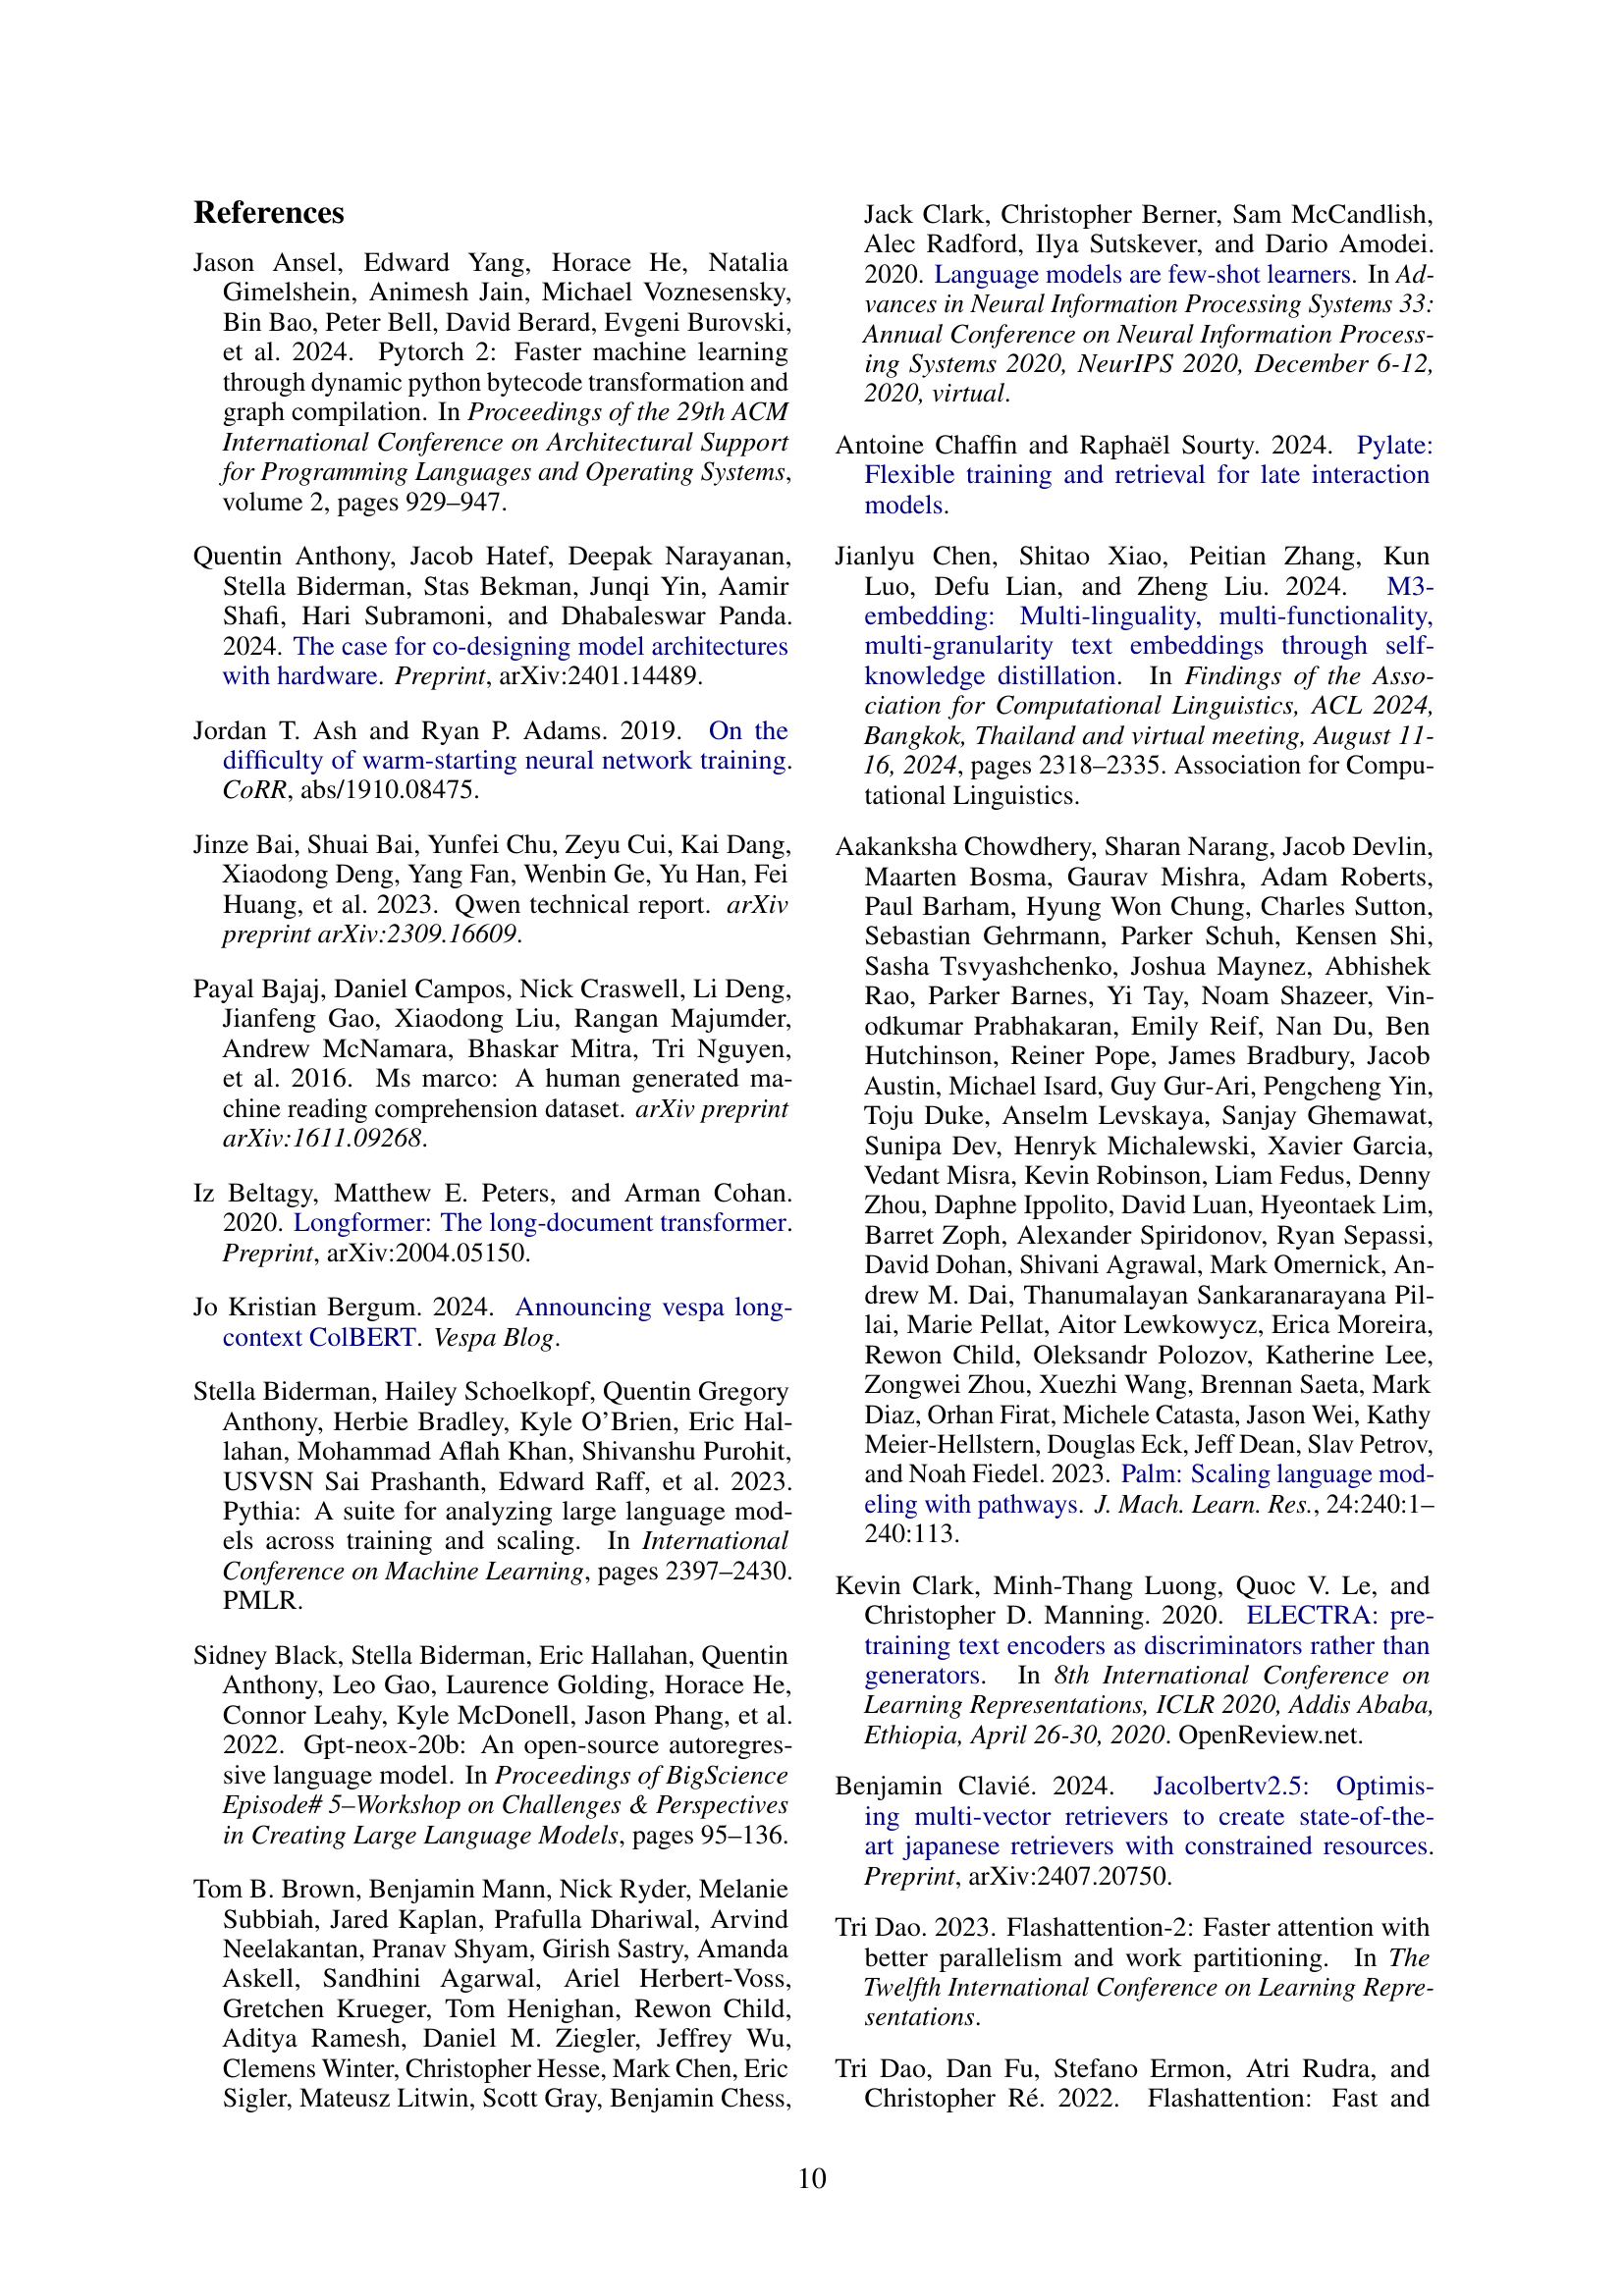 References
Jason Ansel, Edward Yang, Horace He, Natalia
Gimelshein, Animesh Jain, Michael Voznesensky,
Bin Bao, Peter Bell, David Berard, Evgeni Burovski,
et al. 2024. Pytorch 2: Faster machine learning
through dynamic python bytecode transformation and
graph compilation. In Proceedings of the 29th ACM
International Conference on Architectural Support
for Programming Languages and Operating Systems,
volume 2, pages 929–947.
Quentin Anthony, Jacob Hatef, Deepak Narayanan,
Stella Biderman, Stas Bekman, Junqi Yin, Aamir
Shafi, Hari Subramoni, and Dhabaleswar Panda.
2024. The case for co-designing model architectures
with hardware. Preprint, arXiv:2401.14489.
Jordan T. Ash and Ryan P. Adams. 2019. On the
difficulty of warm-starting neural network training.
CoRR, abs/1910.08475.
Jinze Bai, Shuai Bai, Yunfei Chu, Zeyu Cui, Kai Dang,
Xiaodong Deng, Yang Fan, Wenbin Ge, Yu Han, Fei
Huang, et al. 2023. Qwen technical report. arXiv
preprint arXiv:2309.16609.
Payal Bajaj, Daniel Campos, Nick Craswell, Li Deng,
Jianfeng Gao, Xiaodong Liu, Rangan Majumder,
Andrew McNamara, Bhaskar Mitra, Tri Nguyen,
et al. 2016. Ms marco: A human generated ma-
chine reading comprehension dataset. arXiv preprint
arXiv:1611.09268.
Iz Beltagy, Matthew E. Peters, and Arman Cohan.
2020. Longformer: The long-document transformer.
Preprint, arXiv:2004.05150.
Jo Kristian Bergum. 2024. Announcing vespa long-
context ColBERT. Vespa Blog.
Stella Biderman, Hailey Schoelkopf, Quentin Gregory
Anthony, Herbie Bradley, Kyle O’Brien, Eric Hal-
lahan, Mohammad Aflah Khan, Shivanshu Purohit,
USVSN Sai Prashanth, Edward Raff, et al. 2023.
Pythia: A suite for analyzing large language mod-
els across training and scaling. In International
Conference on Machine Learning, pages 2397–2430.
PMLR.
Sidney Black, Stella Biderman, Eric Hallahan, Quentin
Anthony, Leo Gao, Laurence Golding, Horace He,
Connor Leahy, Kyle McDonell, Jason Phang, et al.
2022. Gpt-neox-20b: An open-source autoregres-
sive language model. In Proceedings of BigScience
Episode# 5–Workshop on Challenges & Perspectives
in Creating Large Language Models, pages 95–136.
Tom B. Brown, Benjamin Mann, Nick Ryder, Melanie
Subbiah, Jared Kaplan, Prafulla Dhariwal, Arvind
Neelakantan, Pranav Shyam, Girish Sastry, Amanda
Askell, Sandhini Agarwal, Ariel Herbert-Voss,
Gretchen Krueger, Tom Henighan, Rewon Child,
Aditya Ramesh, Daniel M. Ziegler, Jeffrey Wu,
Clemens Winter, Christopher Hesse, Mark Chen, Eric
Sigler, Mateusz Litwin, Scott Gray, Benjamin Chess,
Jack Clark, Christopher Berner, Sam McCandlish,
Alec Radford, Ilya Sutskever, and Dario Amodei.
2020. Language models are few-shot learners. In Ad-
vances in Neural Information Processing Systems 33:
Annual Conference on Neural Information Process-
ing Systems 2020, NeurIPS 2020, December 6-12,
2020, virtual.
Antoine Chaffin and Raphaël Sourty. 2024. Pylate:
Flexible training and retrieval for late interaction
models.
Jianlyu Chen, Shitao Xiao, Peitian Zhang, Kun
Luo, Defu Lian, and Zheng Liu. 2024. M3-
embedding: Multi-linguality, multi-functionality,
multi-granularity text embeddings through self-
knowledge distillation. In Findings of the Asso-
ciation for Computational Linguistics, ACL 2024,
Bangkok, Thailand and virtual meeting, August 11-
16, 2024, pages 2318–2335. Association for Compu-
tational Linguistics.
Aakanksha Chowdhery, Sharan Narang, Jacob Devlin,
Maarten Bosma, Gaurav Mishra, Adam Roberts,
Paul Barham, Hyung Won Chung, Charles Sutton,
Sebastian Gehrmann, Parker Schuh, Kensen Shi,
Sasha Tsvyashchenko, Joshua Maynez, Abhishek
Rao, Parker Barnes, Yi Tay, Noam Shazeer, Vin-
odkumar Prabhakaran, Emily Reif, Nan Du, Ben
Hutchinson, Reiner Pope, James Bradbury, Jacob
Austin, Michael Isard, Guy Gur-Ari, Pengcheng Yin,
Toju Duke, Anselm Levskaya, Sanjay Ghemawat,
Sunipa Dev, Henryk Michalewski, Xavier Garcia,
Vedant Misra, Kevin Robinson, Liam Fedus, Denny
Zhou, Daphne Ippolito, David Luan, Hyeontaek Lim,
Barret Zoph, Alexander Spiridonov, Ryan Sepassi,
David Dohan, Shivani Agrawal, Mark Omernick, An-
drew M. Dai, Thanumalayan Sankaranarayana Pil-
lai, Marie Pellat, Aitor Lewkowycz, Erica Moreira,
Rewon Child, Oleksandr Polozov, Katherine Lee,
Zongwei Zhou, Xuezhi Wang, Brennan Saeta, Mark
Diaz, Orhan Firat, Michele Catasta, Jason Wei, Kathy
Meier-Hellstern, Douglas Eck, Jeff Dean, Slav Petrov,
and Noah Fiedel. 2023. Palm: Scaling language mod-
eling with pathways. J. Mach. Learn. Res., 24:240:1–
240:113.
Kevin Clark, Minh-Thang Luong, Quoc V. Le, and
Christopher D. Manning. 2020. ELECTRA: pre-
training text encoders as discriminators rather than
generators. In 8th International Conference on
Learning Representations, ICLR 2020, Addis Ababa,
Ethiopia, April 26-30, 2020. OpenReview.net.
Benjamin Clavié. 2024. Jacolbertv2.5: Optimis-
ing multi-vector retrievers to create state-of-the-
art japanese retrievers with constrained resources.
Preprint, arXiv:2407.20750.
Tri Dao. 2023. Flashattention-2: Faster attention with
better parallelism and work partitioning. In The
Twelfth International Conference on Learning Repre-
sentations.
Tri Dao, Dan Fu, Stefano Ermon, Atri Rudra, and
Christopher Ré. 2022. Flashattention: Fast and
10